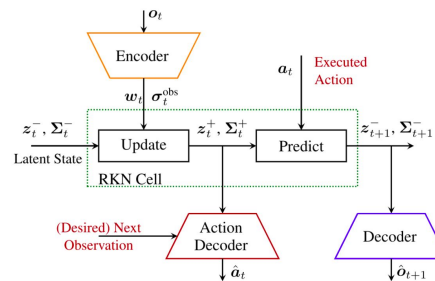 o_t
Encoder
a_t
Executed
Action
w_t
σ_t^obs
z_t^-, Σ_t^-
Latent State
Update
z_t^+, Σ_t^+
Predict
z_{t+1}^-, Σ_{t+1}^-
RKN Cell
(Desired) Next
Observation
Action
Decoder
Decoder
â_t
ô_{t+1}